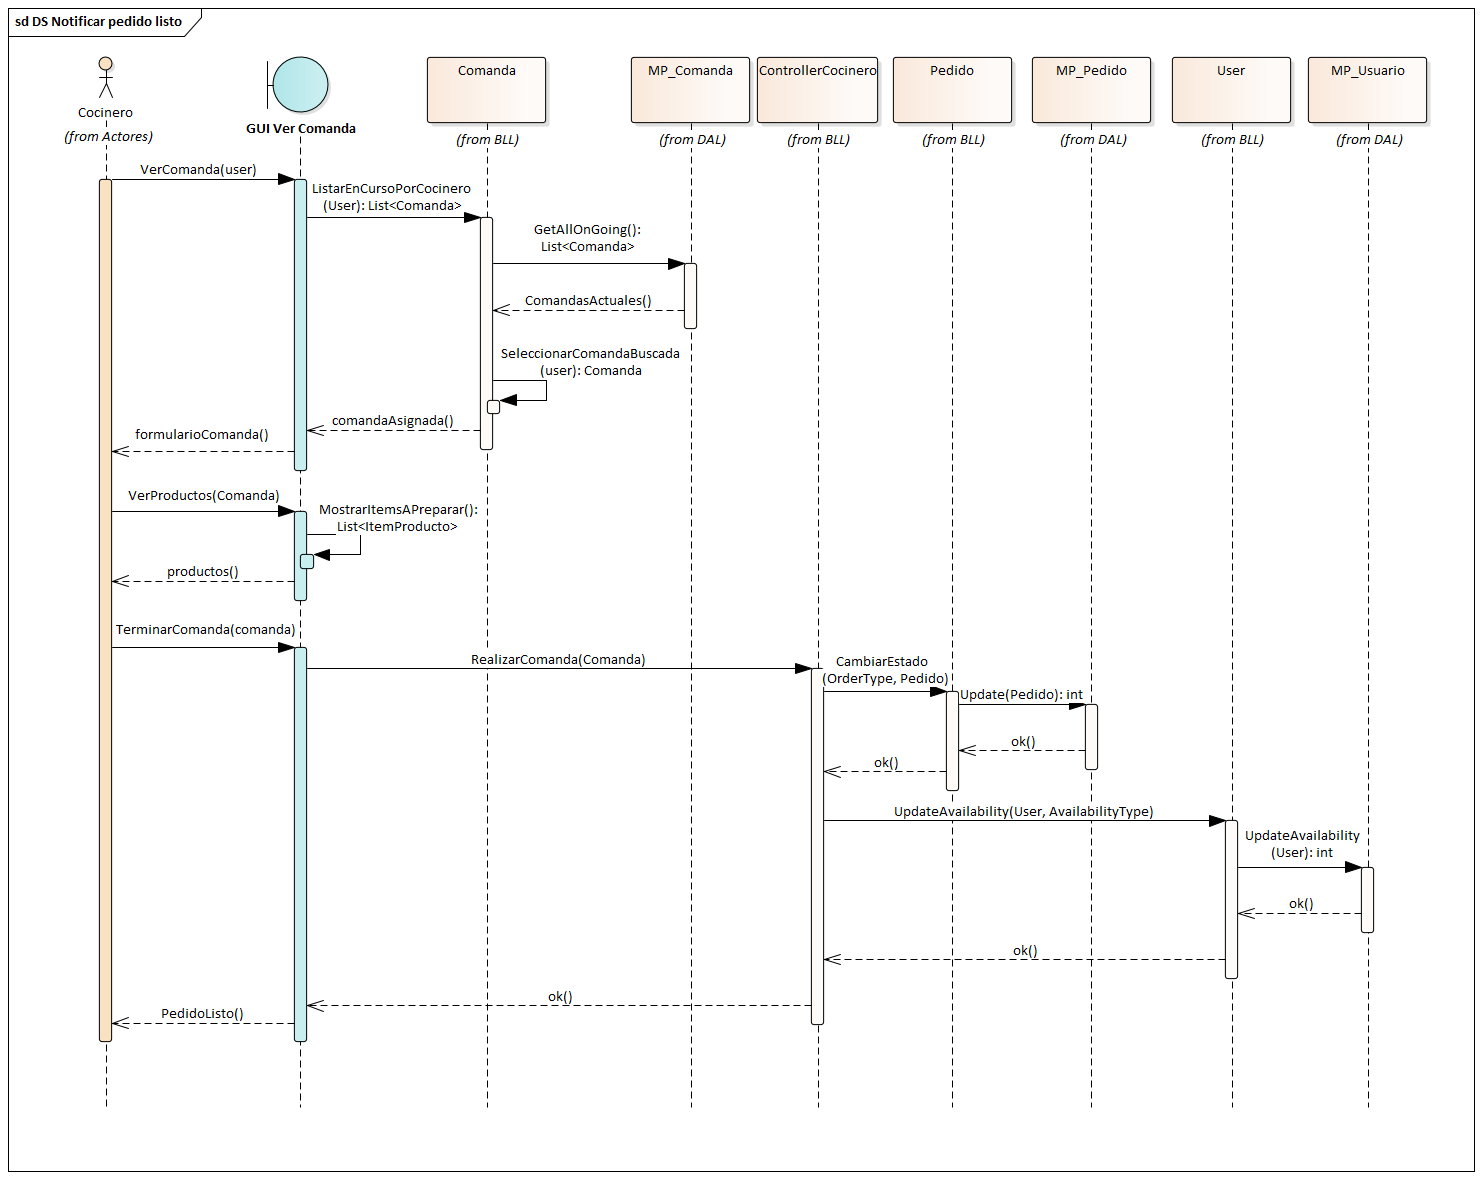 sd DS Notificar pedido listo
Cocinero
(from Actores)
GUI Ver Comanda
Comanda
(from BLL)
MP_Comanda
(from DAL)
ControllerCocinero
(from BLL)
Pedido
(from BLL)
MP_Pedido
(from DAL)
User
(from BLL)
MP_Usuario
(from DAL)
VerComanda(user)
ListarEnCursoPorCocinero
(User): List<Comanda>
GetAllOnGoing():
List<Comanda>
ComandasActuales()
SeleccionarComandaBuscada
(user): Comanda
comandaAsignada()
formularioComanda()
VerProductos(Comanda)
MostrarItemsAPreparar():
List<ItemProducto>
productos()
TerminarComanda(comanda)
RealizarComanda(Comanda)
CambiarEstado
(OrderType, Pedido)
Update(Pedido): int
ok()
ok()
UpdateAvailability(User, AvailabilityType)
UpdateAvailability
(User): int
ok()
ok()
ok()
PedidoListo()